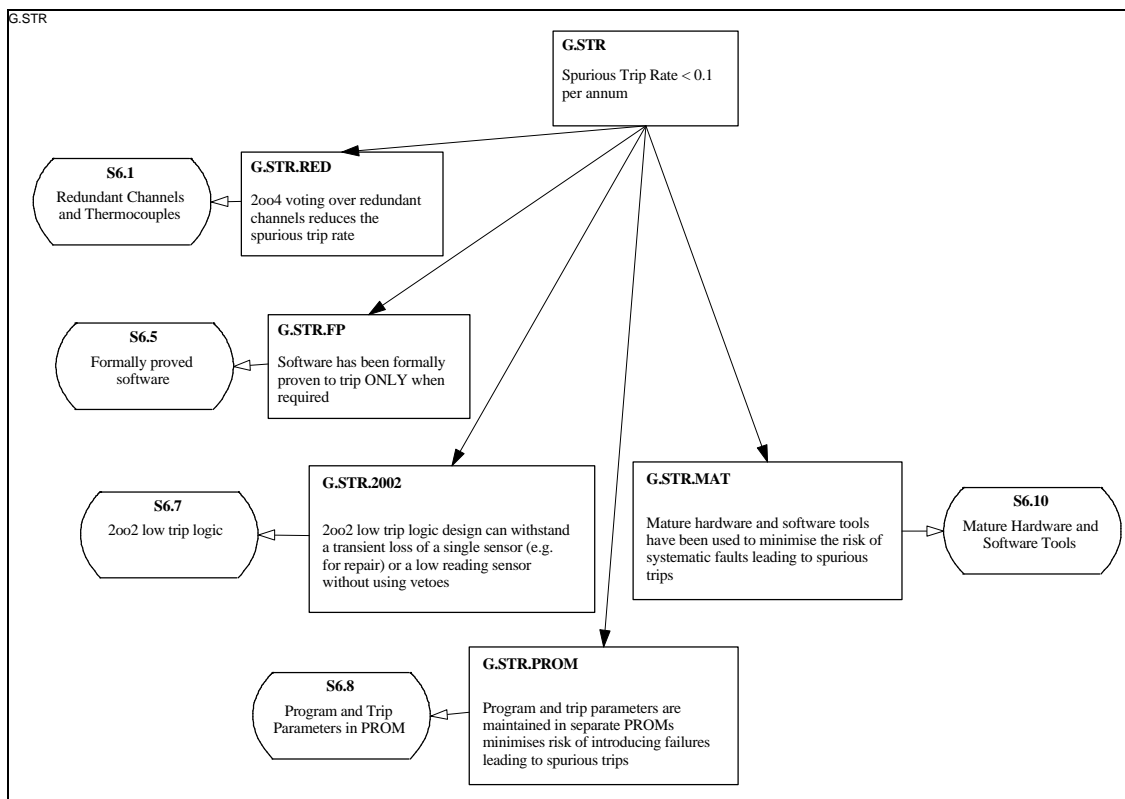 G.STR
G.STR
Spurious Trip Rate < 0.1
per annum
S6.1
Redundant Channels
and Thermocouples
G.STR.RED
2oo4 voting over redundant
channels reduces the
spurious trip rate
S6.5
Formally proved
software
G.STR.FP
Software has been formally
proven to trip ONLY when
required
S6.7
2oo2 low trip logic
G.STR.2002
2oo2 low trip logic design can withstand
a transient loss of a single sensor (e.g.
for repair) or a low reading sensor
without using vetoes
G.STR.MAT
Mature hardware and software tools
have been used to minimise the risk of
systematic faults leading to spurious
trips
S6.10
Mature Hardware and
Software Tools
S6.8
Program and Trip
Parameters in PROM
G.STR.PROM
Program and trip parameters are
maintained in separate PROMs
minimises risk of introducing failures
leading to spurious trips